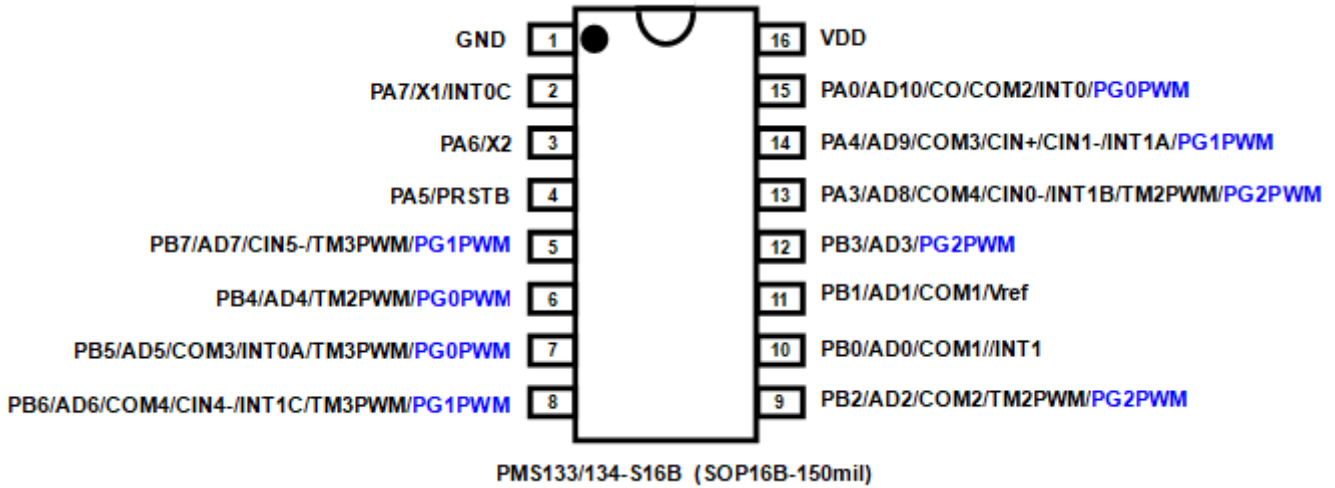 GND 1 16 VDD
PA7/X1/INT0C 2 15 PA0/AD10/CO/COM2/INT0/PG0PWM
PA6/X2 3 14 PA4/AD9/COM3/CIN+/CIN1-/INT1A/PG1PWM
PA5/PRSTB 4 13 PA3/AD8/COM4/CIN0-/INT1B/TM2PWM/PG2PWM
PB7/AD7/CIN5-/TM3PWM/PG1PWM 5 12 PB3/AD3/PG2PWM
PB4/AD4/TM2PWM/PG0PWM 6 11 PB1/AD1/COM1/Vref
PB5/AD5/COM3/INT0A/TM3PWM/PG0PWM 7 10 PB0/AD0/COM1//INT1
PB6/AD6/COM4/CIN4-/INT1C/TM3PWM/PG1PWM 8 9 PB2/AD2/COM2/TM2PWM/PG2PWM
PMS133/134-S16B (SOP16B-150mil)